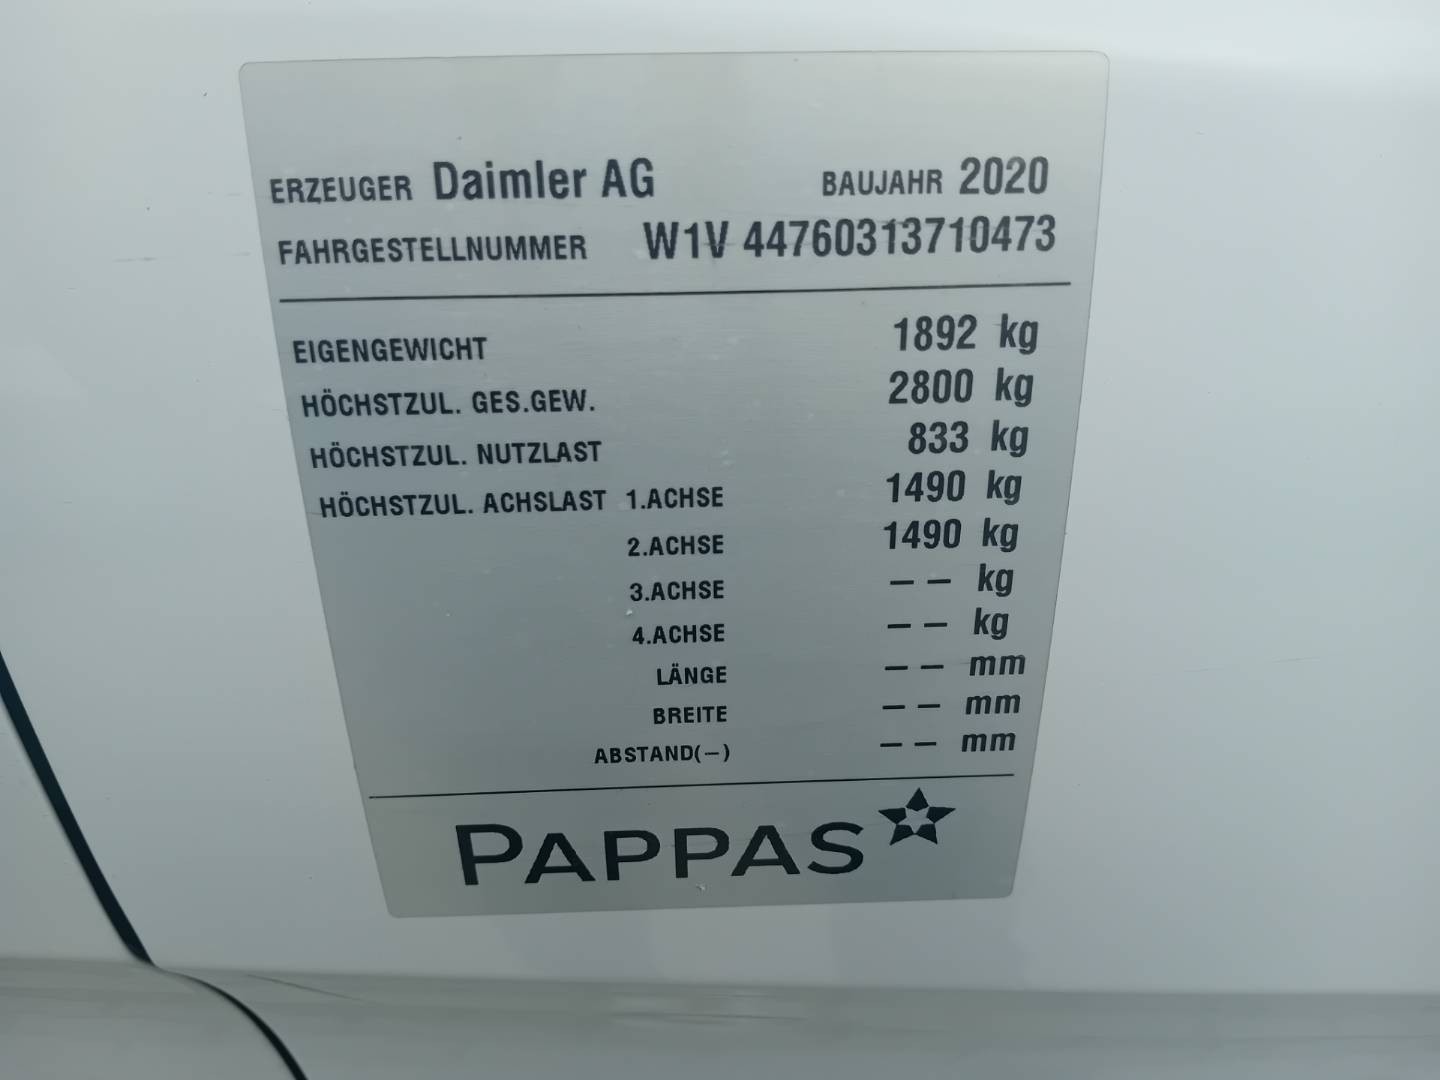 ERZEUGER Daimler AG BAUJAHR 2020
FAHRGESTELLNUMMER W1V 44760313710473
EIGENGEWICHT 1892 kg
HÖCHSTZUL. GES.GEW. 2800 kg
HÖCHSTZUL. NUTZLAST 833 kg
HÖCHSTZUL. ACHSLAST 1.ACHSE 1490 kg
2.ACHSE 1490 kg
3.ACHSE – – kg
4.ACHSE – – kg
LÄNGE – – mm
BREITE – – mm
ABSTAND(–) – – mm
PAPPAS